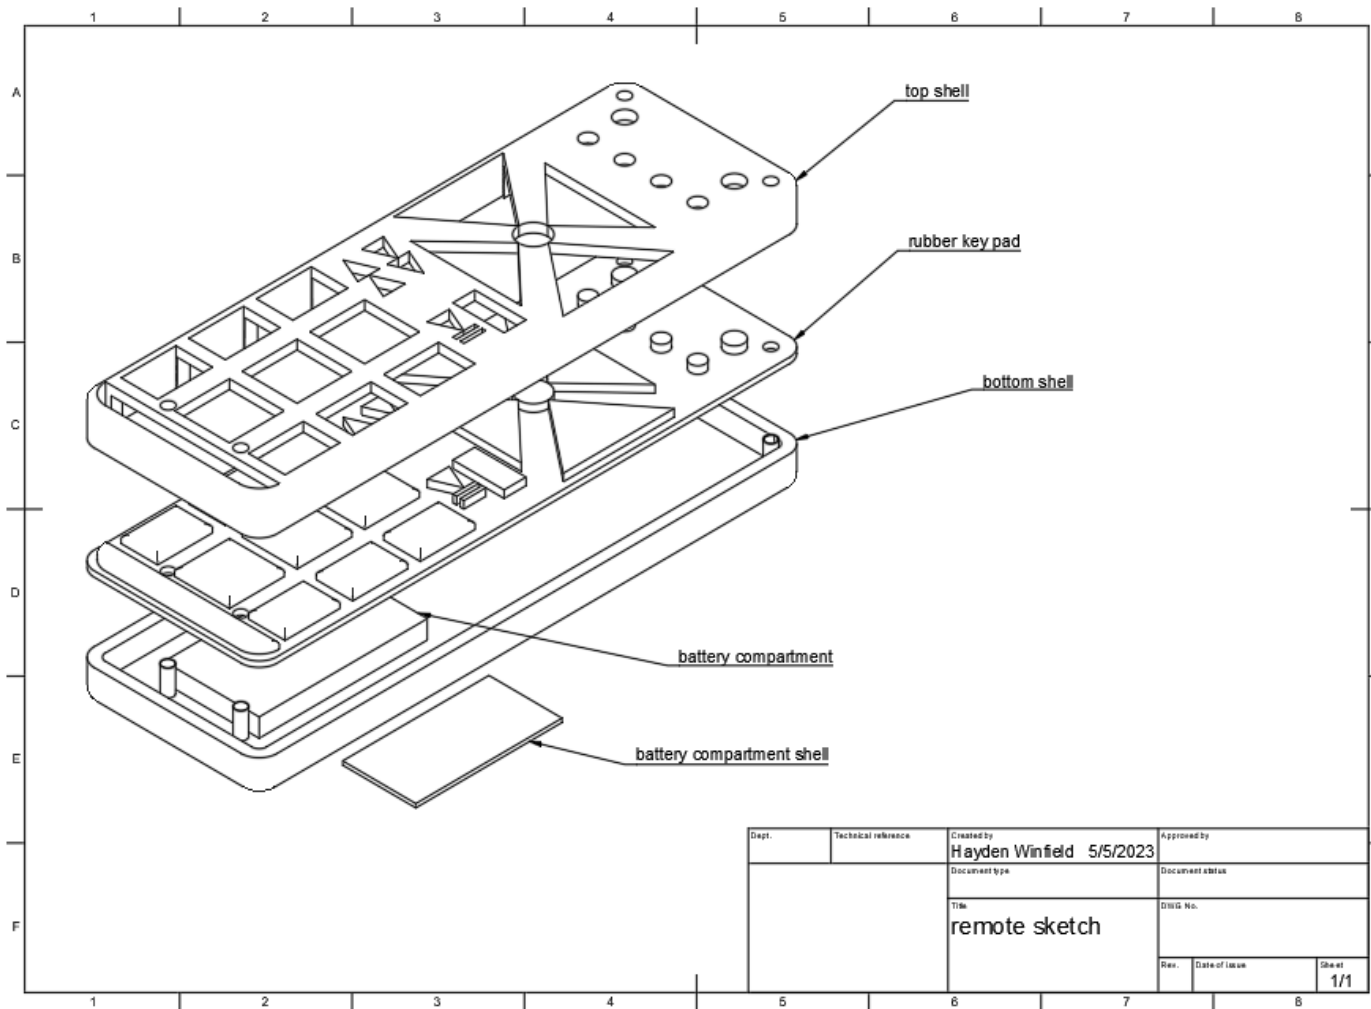 1 2 3 4 5 6 7 8
A
top shell
B
rubber key pad
bottom shell
C
D
battery compartment
E
battery compartment shell
Dept. Technical reference Created by Approved by
Hayden Winfield 5/5/2023
Document type Document status
Title DWG No.
F
remote sketch
Rev. Date of issue Sheet
1/1
1 2 3 4 5 6 7 8